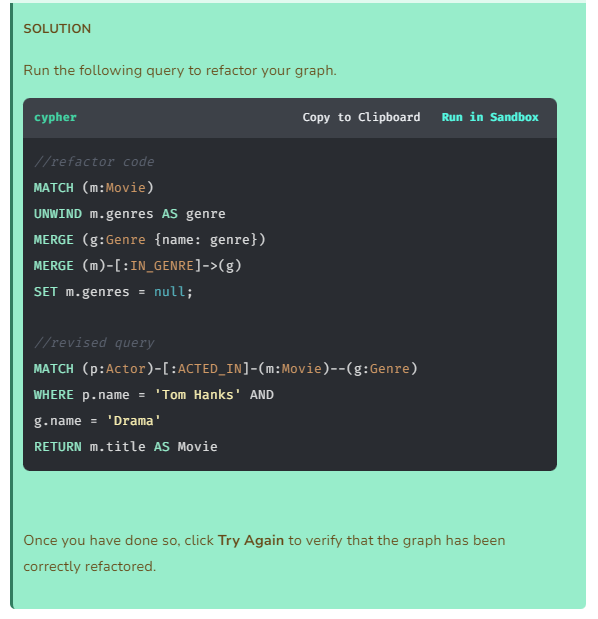 SOLUTION
Run the following query to refactor your graph.
cypher Copy to Clipboard Run in Sandbox
//refactor code
MATCH (m:Movie)
UNWIND m.genres AS genre
MERGE (g:Genre {name: genre})
MERGE (m)-[:IN_GENRE]->(g)
SET m.genres = null;
//revised query
MATCH (p:Actor)-[:ACTED_IN]-(m:Movie)--(g:Genre)
WHERE p.name = 'Tom Hanks' AND
g.name = 'Drama'
RETURN m.title AS Movie
Once you have done so, click Try Again to verify that the graph has been
correctly refactored.